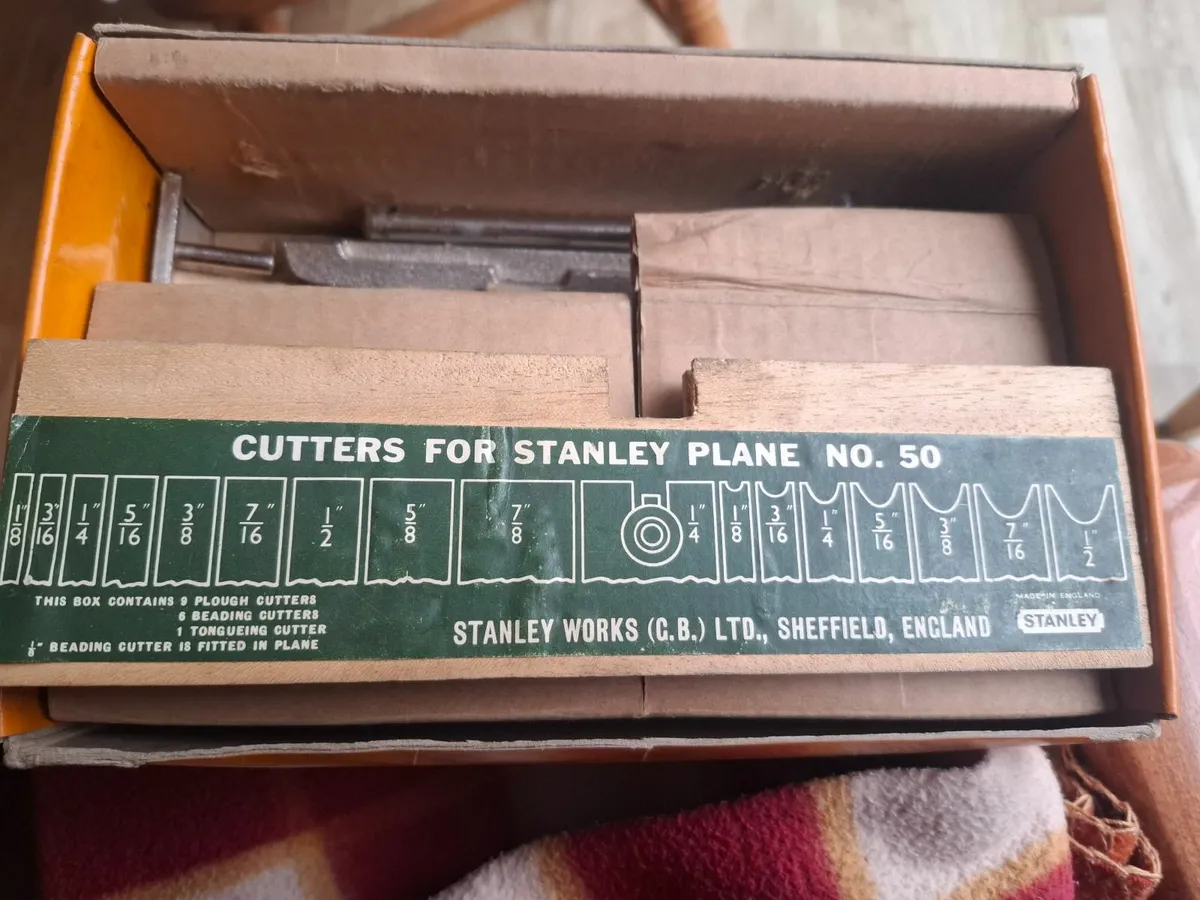 CUTTERS FOR STANLEY PLANE NO. 50
1/8" 3/16" 1/4" 5/16" 3/8" 7/16" 1/2" 5/8" 7/8" 1/4" 1/8" 3/16" 1/4" 5/16" 3/8" 7/16" 1/2"
THIS BOX CONTAINS 9 PLOUGH CUTTERS
6 BEADING CUTTERS
1 TONGUEING CUTTER
1/8" BEADING CUTTER IS FITTED IN PLANE
STANLEY WORKS (G.B.) LTD., SHEFFIELD, ENGLAND
MADE IN ENGLAND
STANLEY